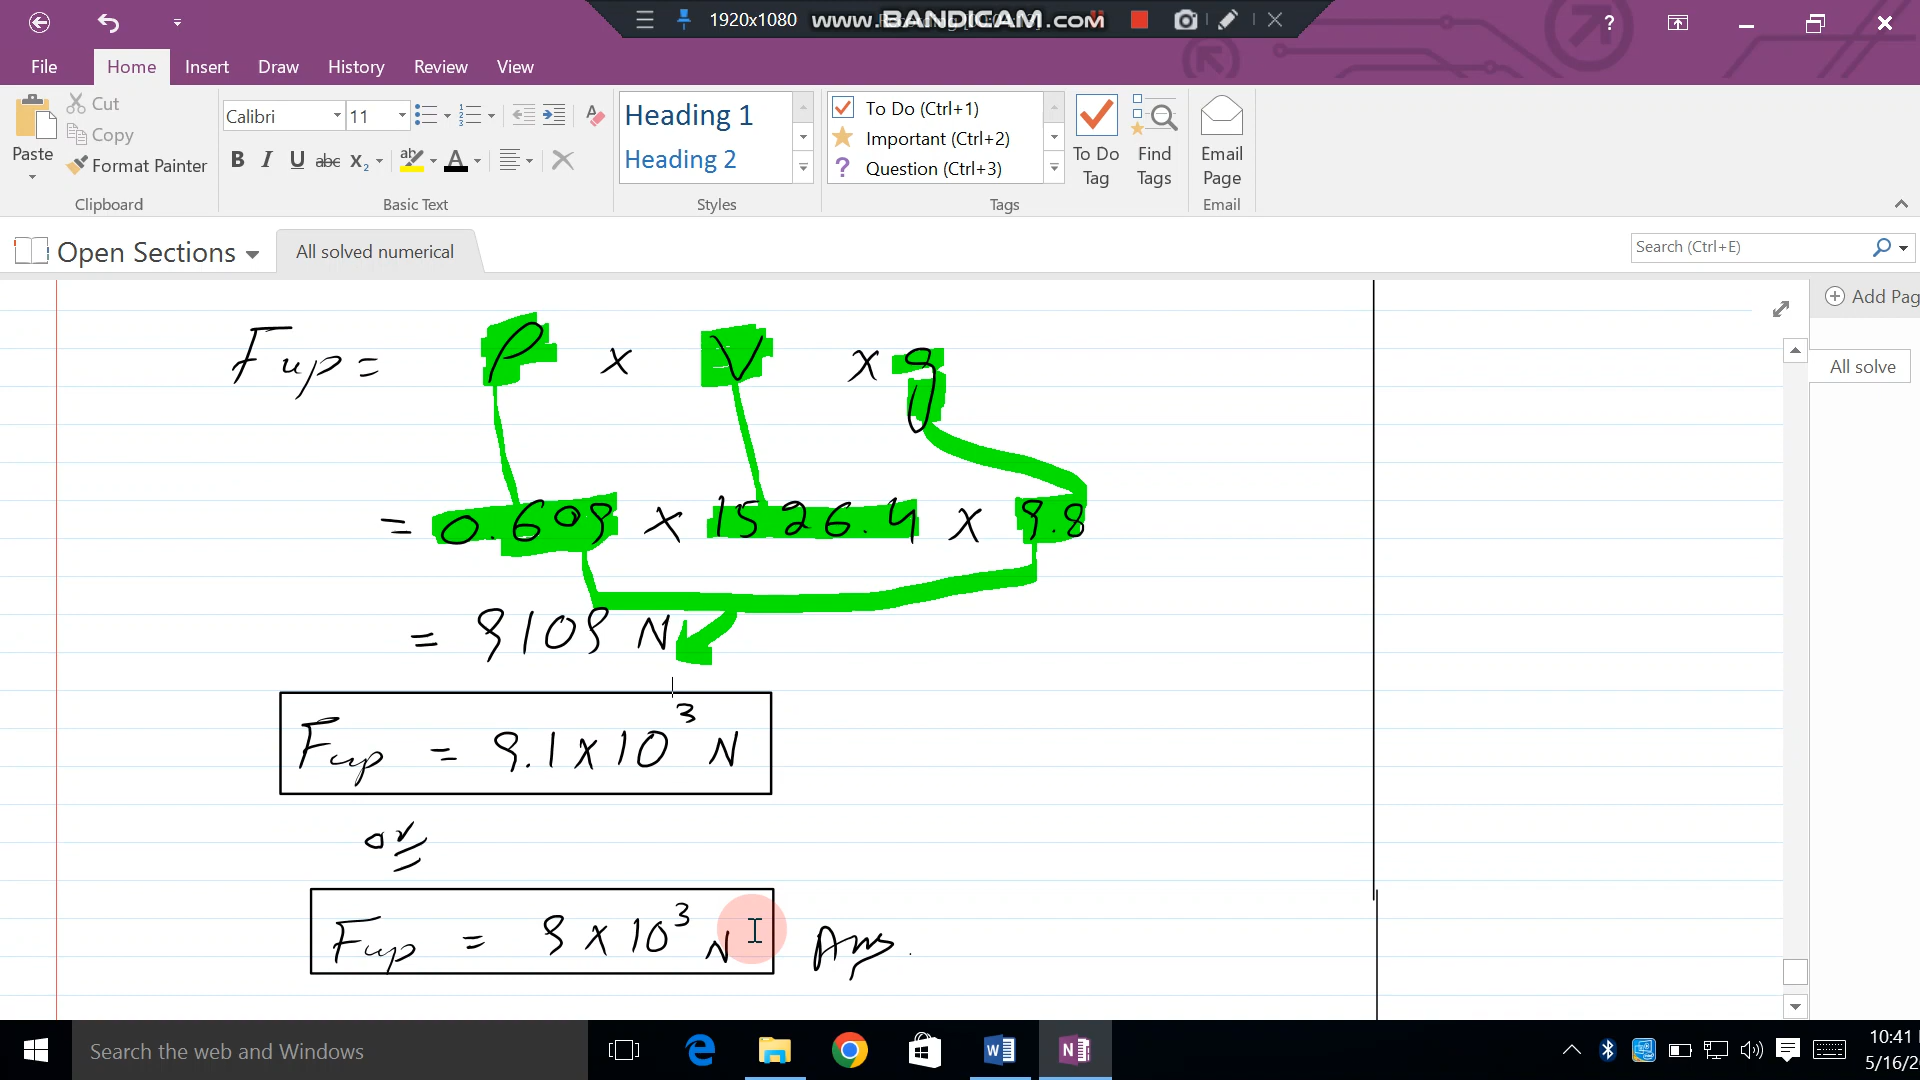 1920x1080 www.BANDICAM.com
File Home Insert Draw History Review View
Paste Cut Copy Format Painter
Calibri 11
B I U abc X₂ ab A
Heading 1
Heading 2
To Do (Ctrl+1)
Important (Ctrl+2)
Question (Ctrl+3)
To Do Tag
Find Tags
Email Page
Clipboard Basic Text Styles Tags Email
Open Sections All solved numerical Search (Ctrl+E)
Add Pag
All solve
Fup = ρ x V x g
= 0.609 x 1526.4 x 9.8
= 9109 N
Fup = 9.1 x 10³ N
or
Fup = 9 x 10³ N Ans.
Search the web and Windows
10:41
5/16/2